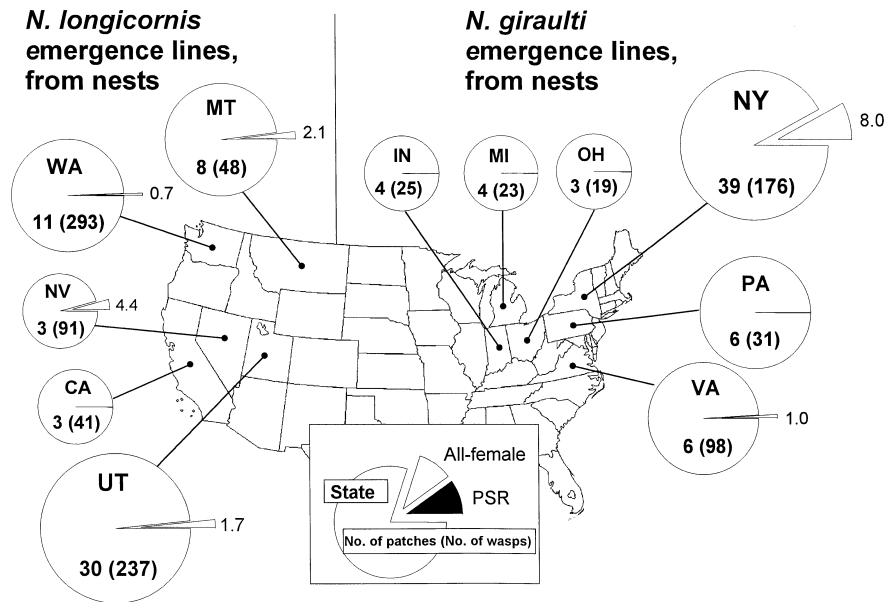 N. longicornis
emergence lines,
from nests
N. giraulti
emergence lines,
from nests
MT
8 (48)
2.1
WA
11 (293)
0.7
NV
3 (91)
4.4
CA
3 (41)
UT
30 (237)
1.7
IN
4 (25)
MI
4 (23)
OH
3 (19)
NY
39 (176)
8.0
PA
6 (31)
VA
6 (98)
1.0
All-female
State
PSR
No. of patches (No. of wasps)